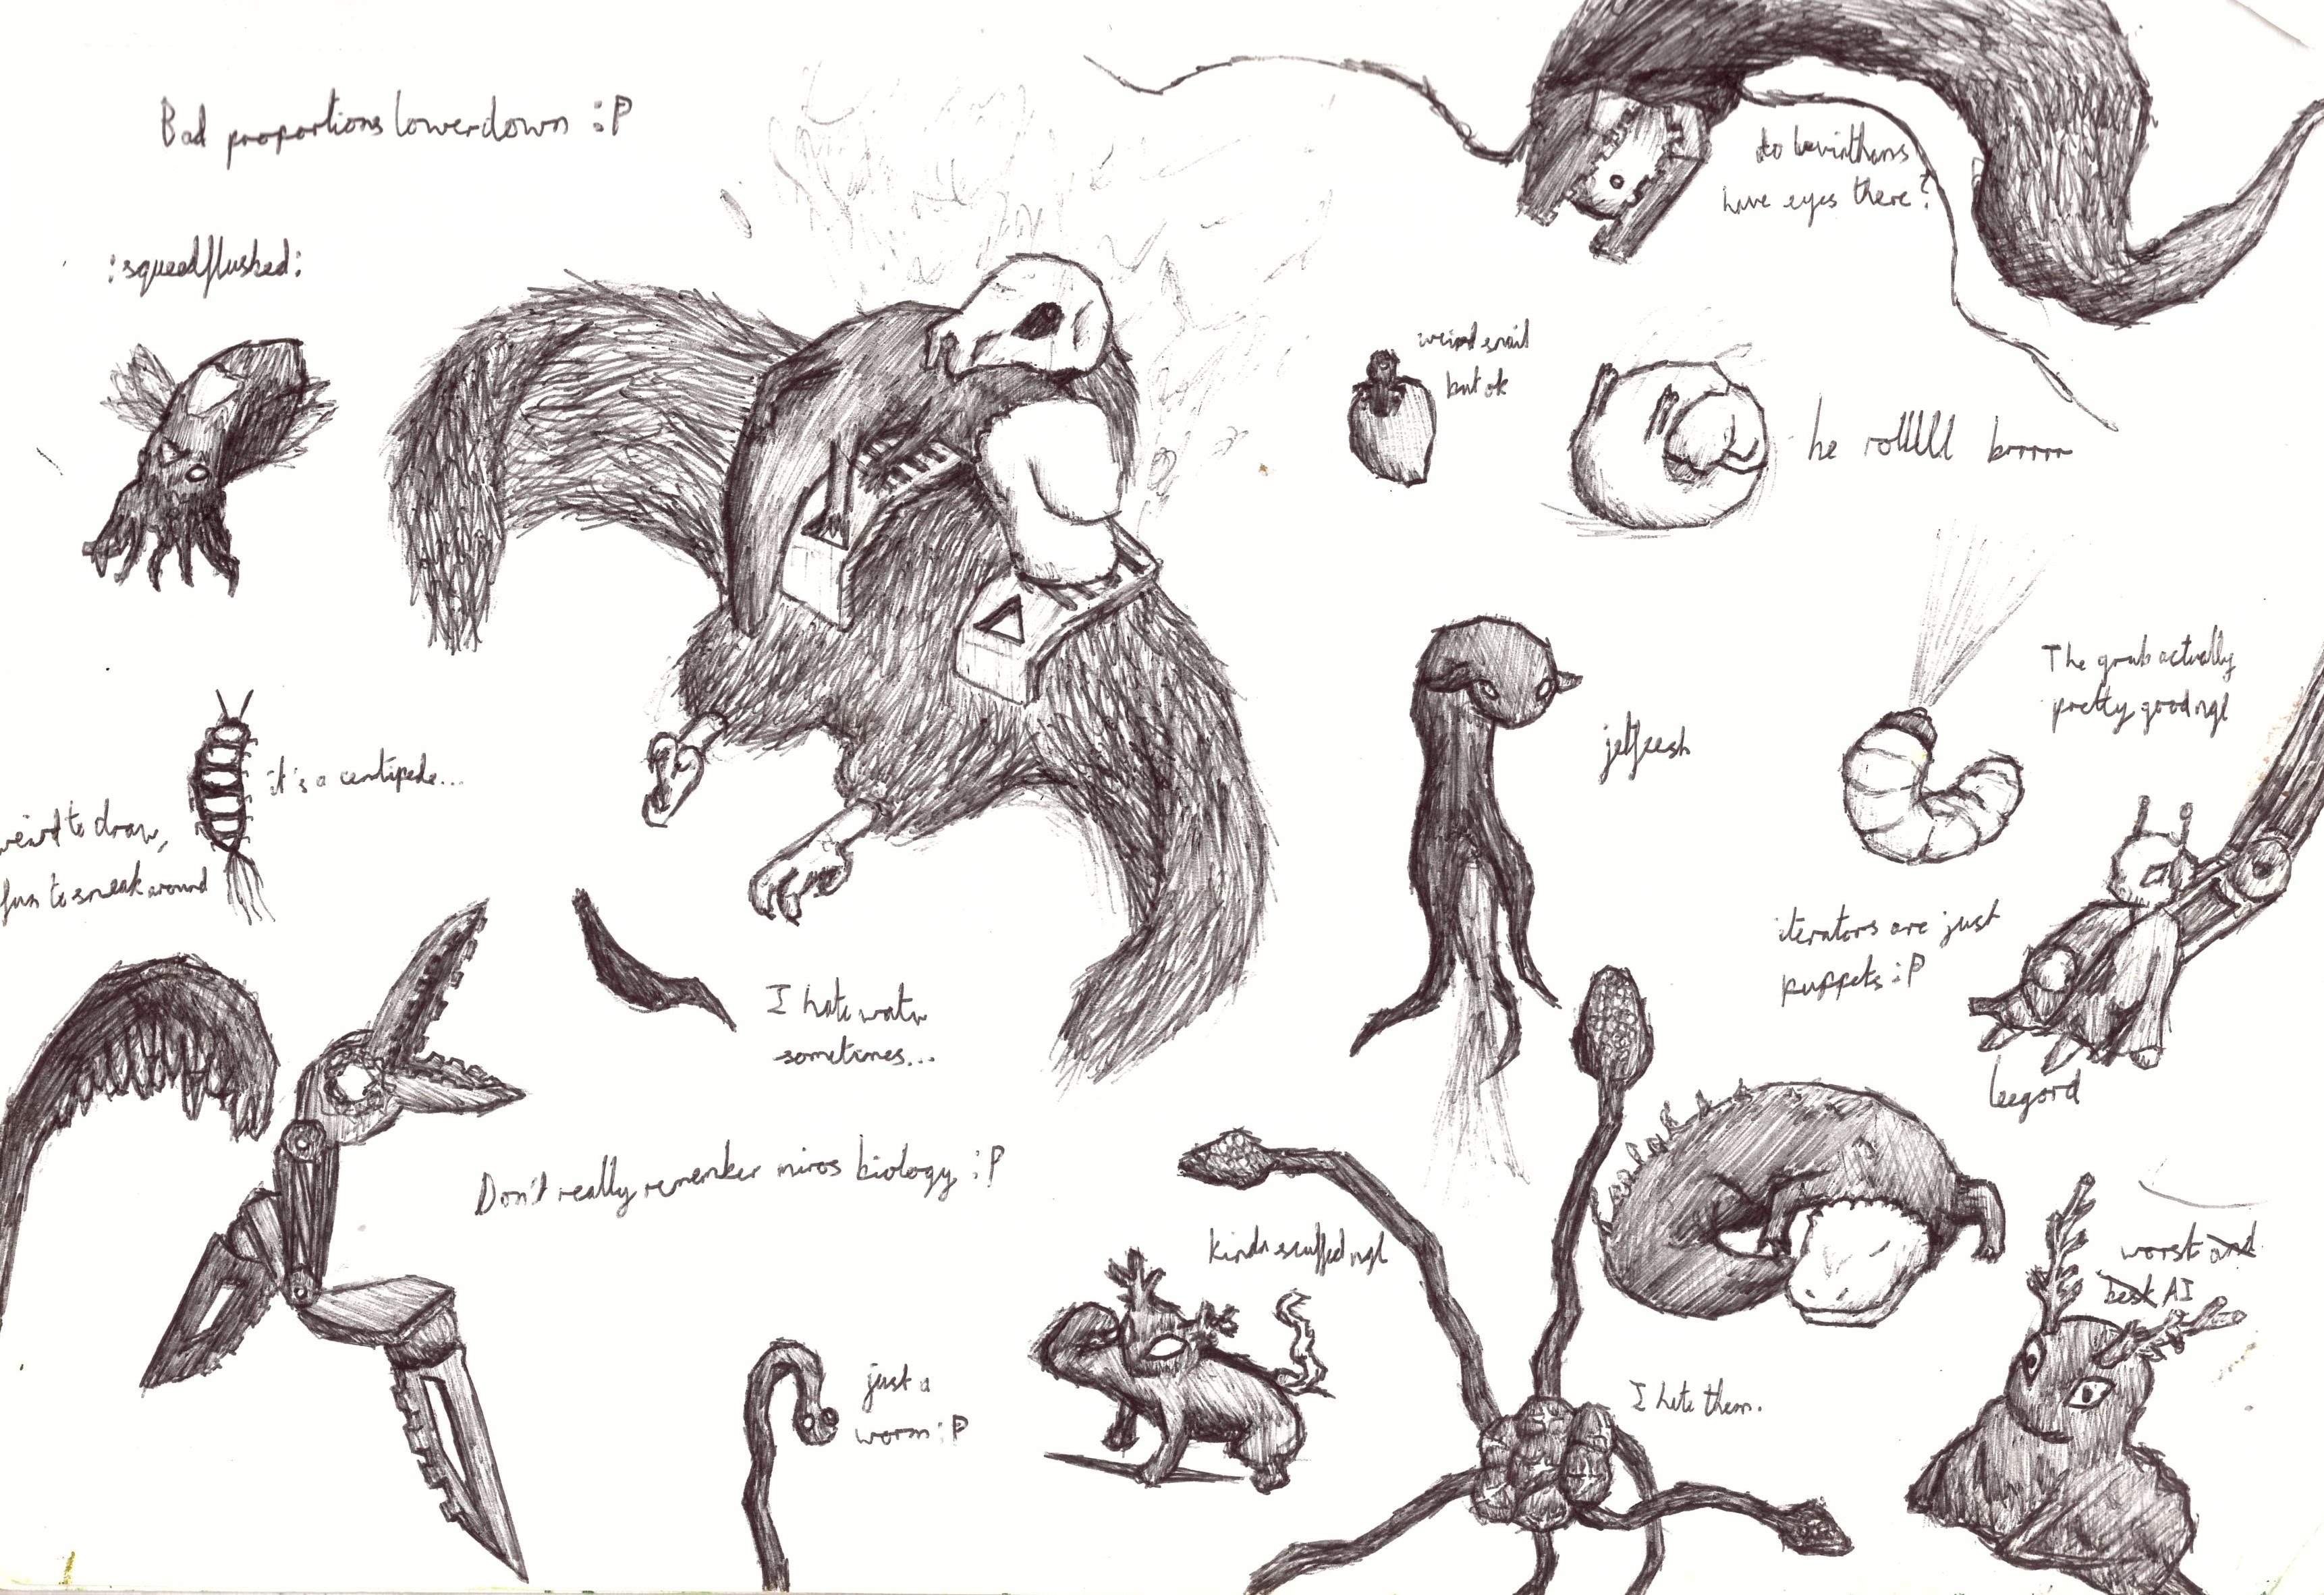 Bad proportions lowerdown :P
:squeedflushed:
do leviathans
have eyes there?
weird snail
but ok
he rolllll brrrrr
The grub actually
pretty good ngl
jetfeesh
it's a centipede...
weird to draw,
fun to sneak around
iterators are just
puppets :P
I hate water
sometimes...
leegord
Don't really remember miros biology :P
kinda scuffed ngl
worst and
best AI
just a
worm :P
I hate them.